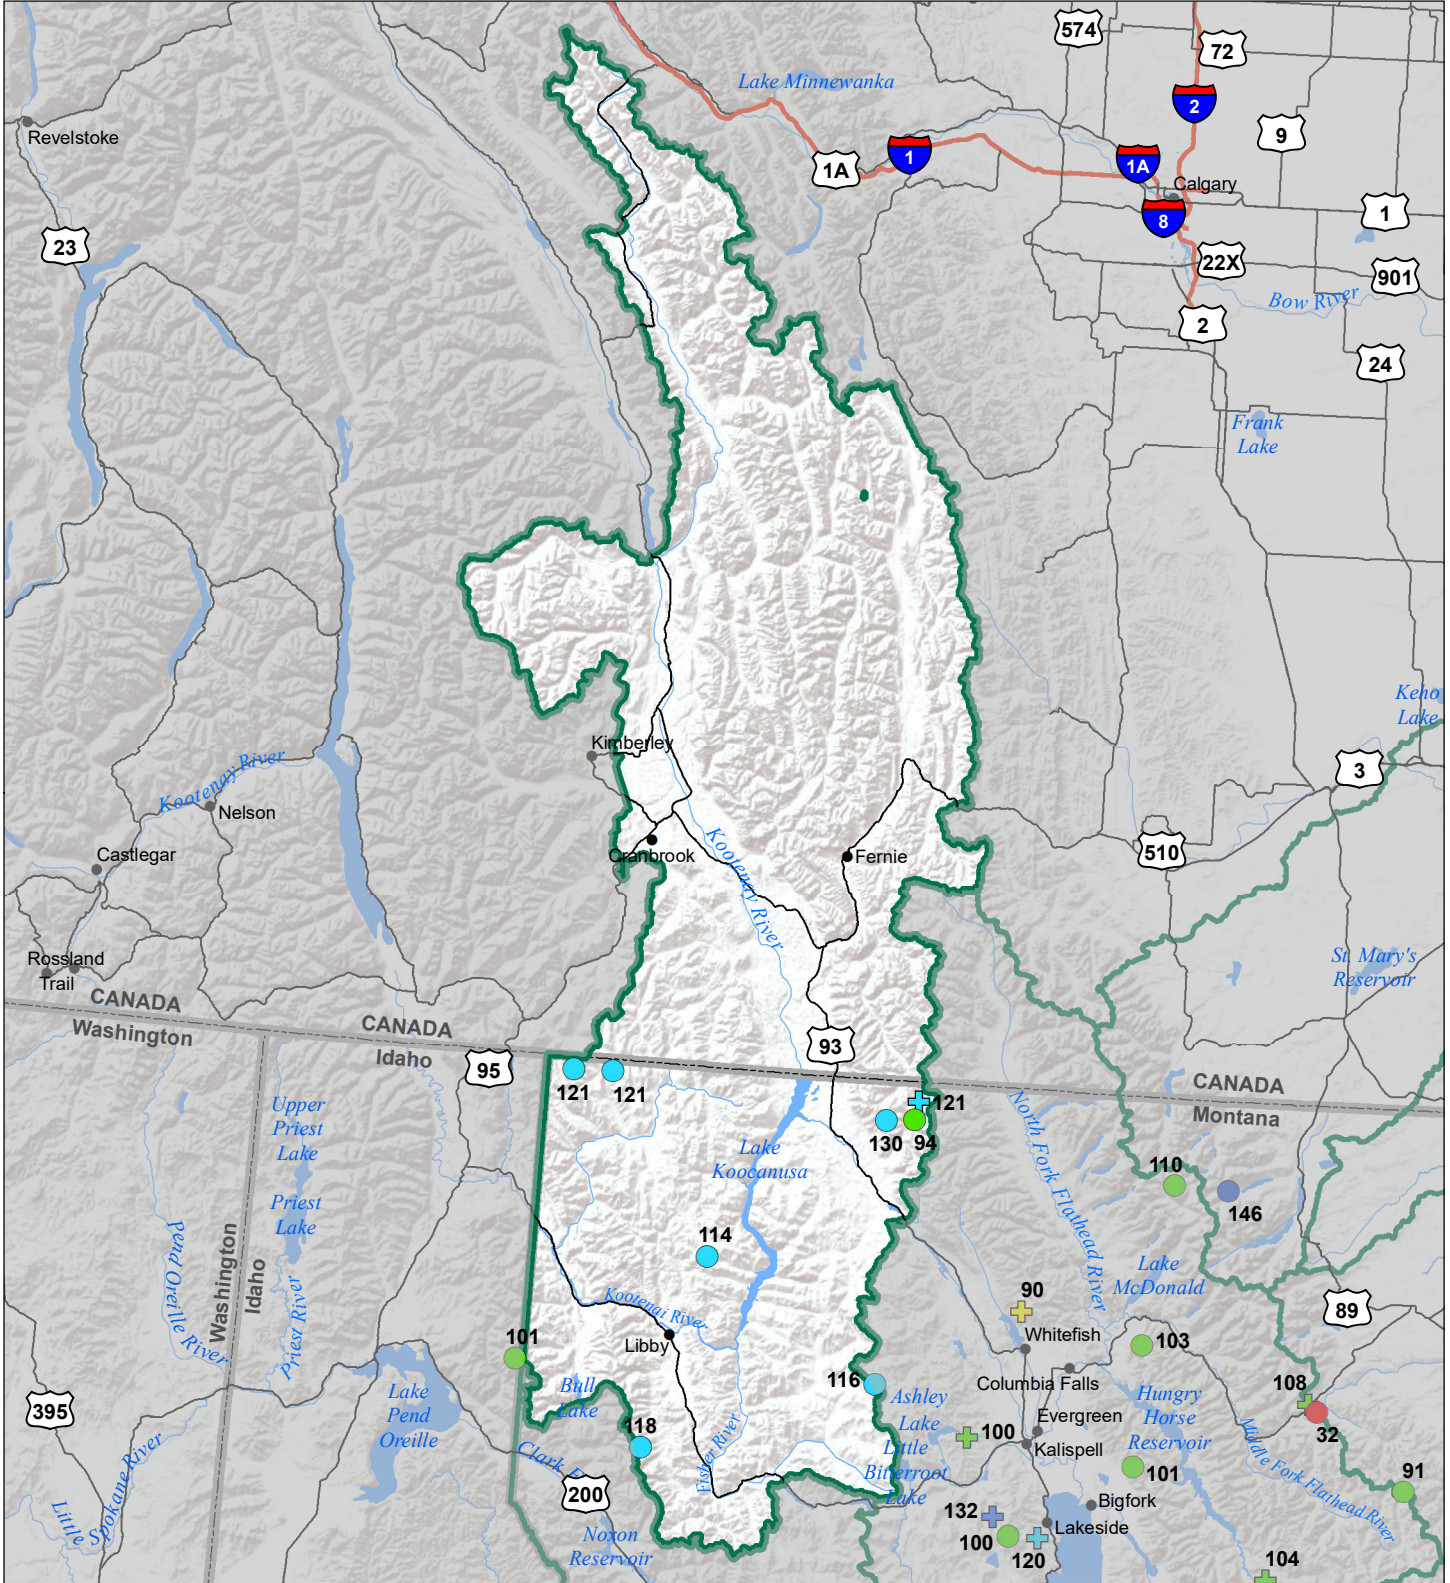 574
72
Lake Minnewanka
2
9
Revelstoke
1
1A
1A
Calgary
1
8
23
22X
901
Bow River
2
24
Frank
Lake
Keho
Lake
Kimberley
3
Kootenay River
Nelson
Kootenay River
510
Castlegar
Cranbrook
Fernie
Rossland
Trail
St. Mary's
Reservoir
CANADA
Washington
CANADA
Idaho
95
93
CANADA
Montana
121
121
121
130
94
Upper
Priest
Lake
Lake
Koocanusa
North Fork Flathead River
110
146
Priest
Lake
Pend Oreille River
Washington
Idaho
Priest River
114
Lake
McDonald
90
89
Kootenai River
Whitefish
103
101
Libby
116
Columbia Falls
108
32
Bull
Lake
Ashley
Lake
Hungry
Horse
Reservoir
395
Lake
Pend
Oreille
118
Evergreen
100
Kalispell
Little
Bitterroot
Lake
Middle Fork Flathead River
Little
Spokane River
Clark F
200
Fisher River
101
91
Bigfork
132
Lakeside
100
120
Noxon
Reservoir
104